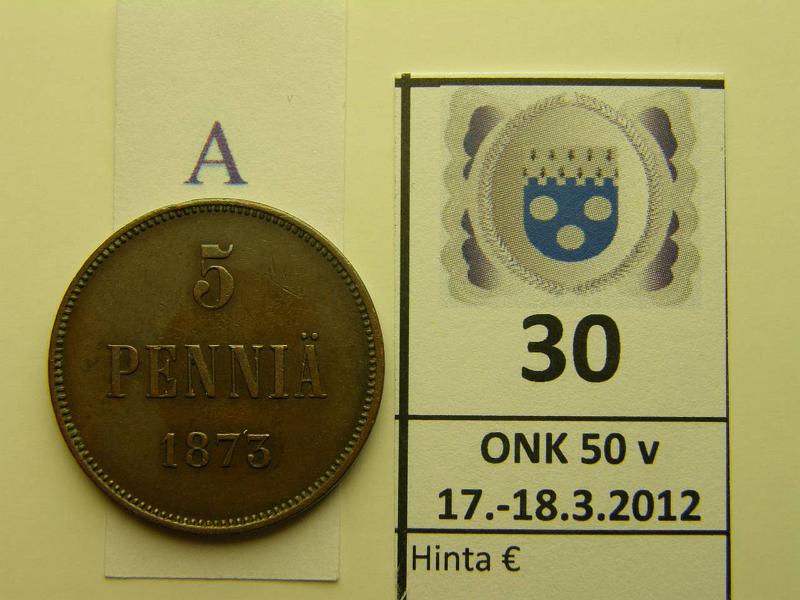 A
5
PENNIÄ
1873
30
ONK 50 v
17.-18.3.2012
Hinta €